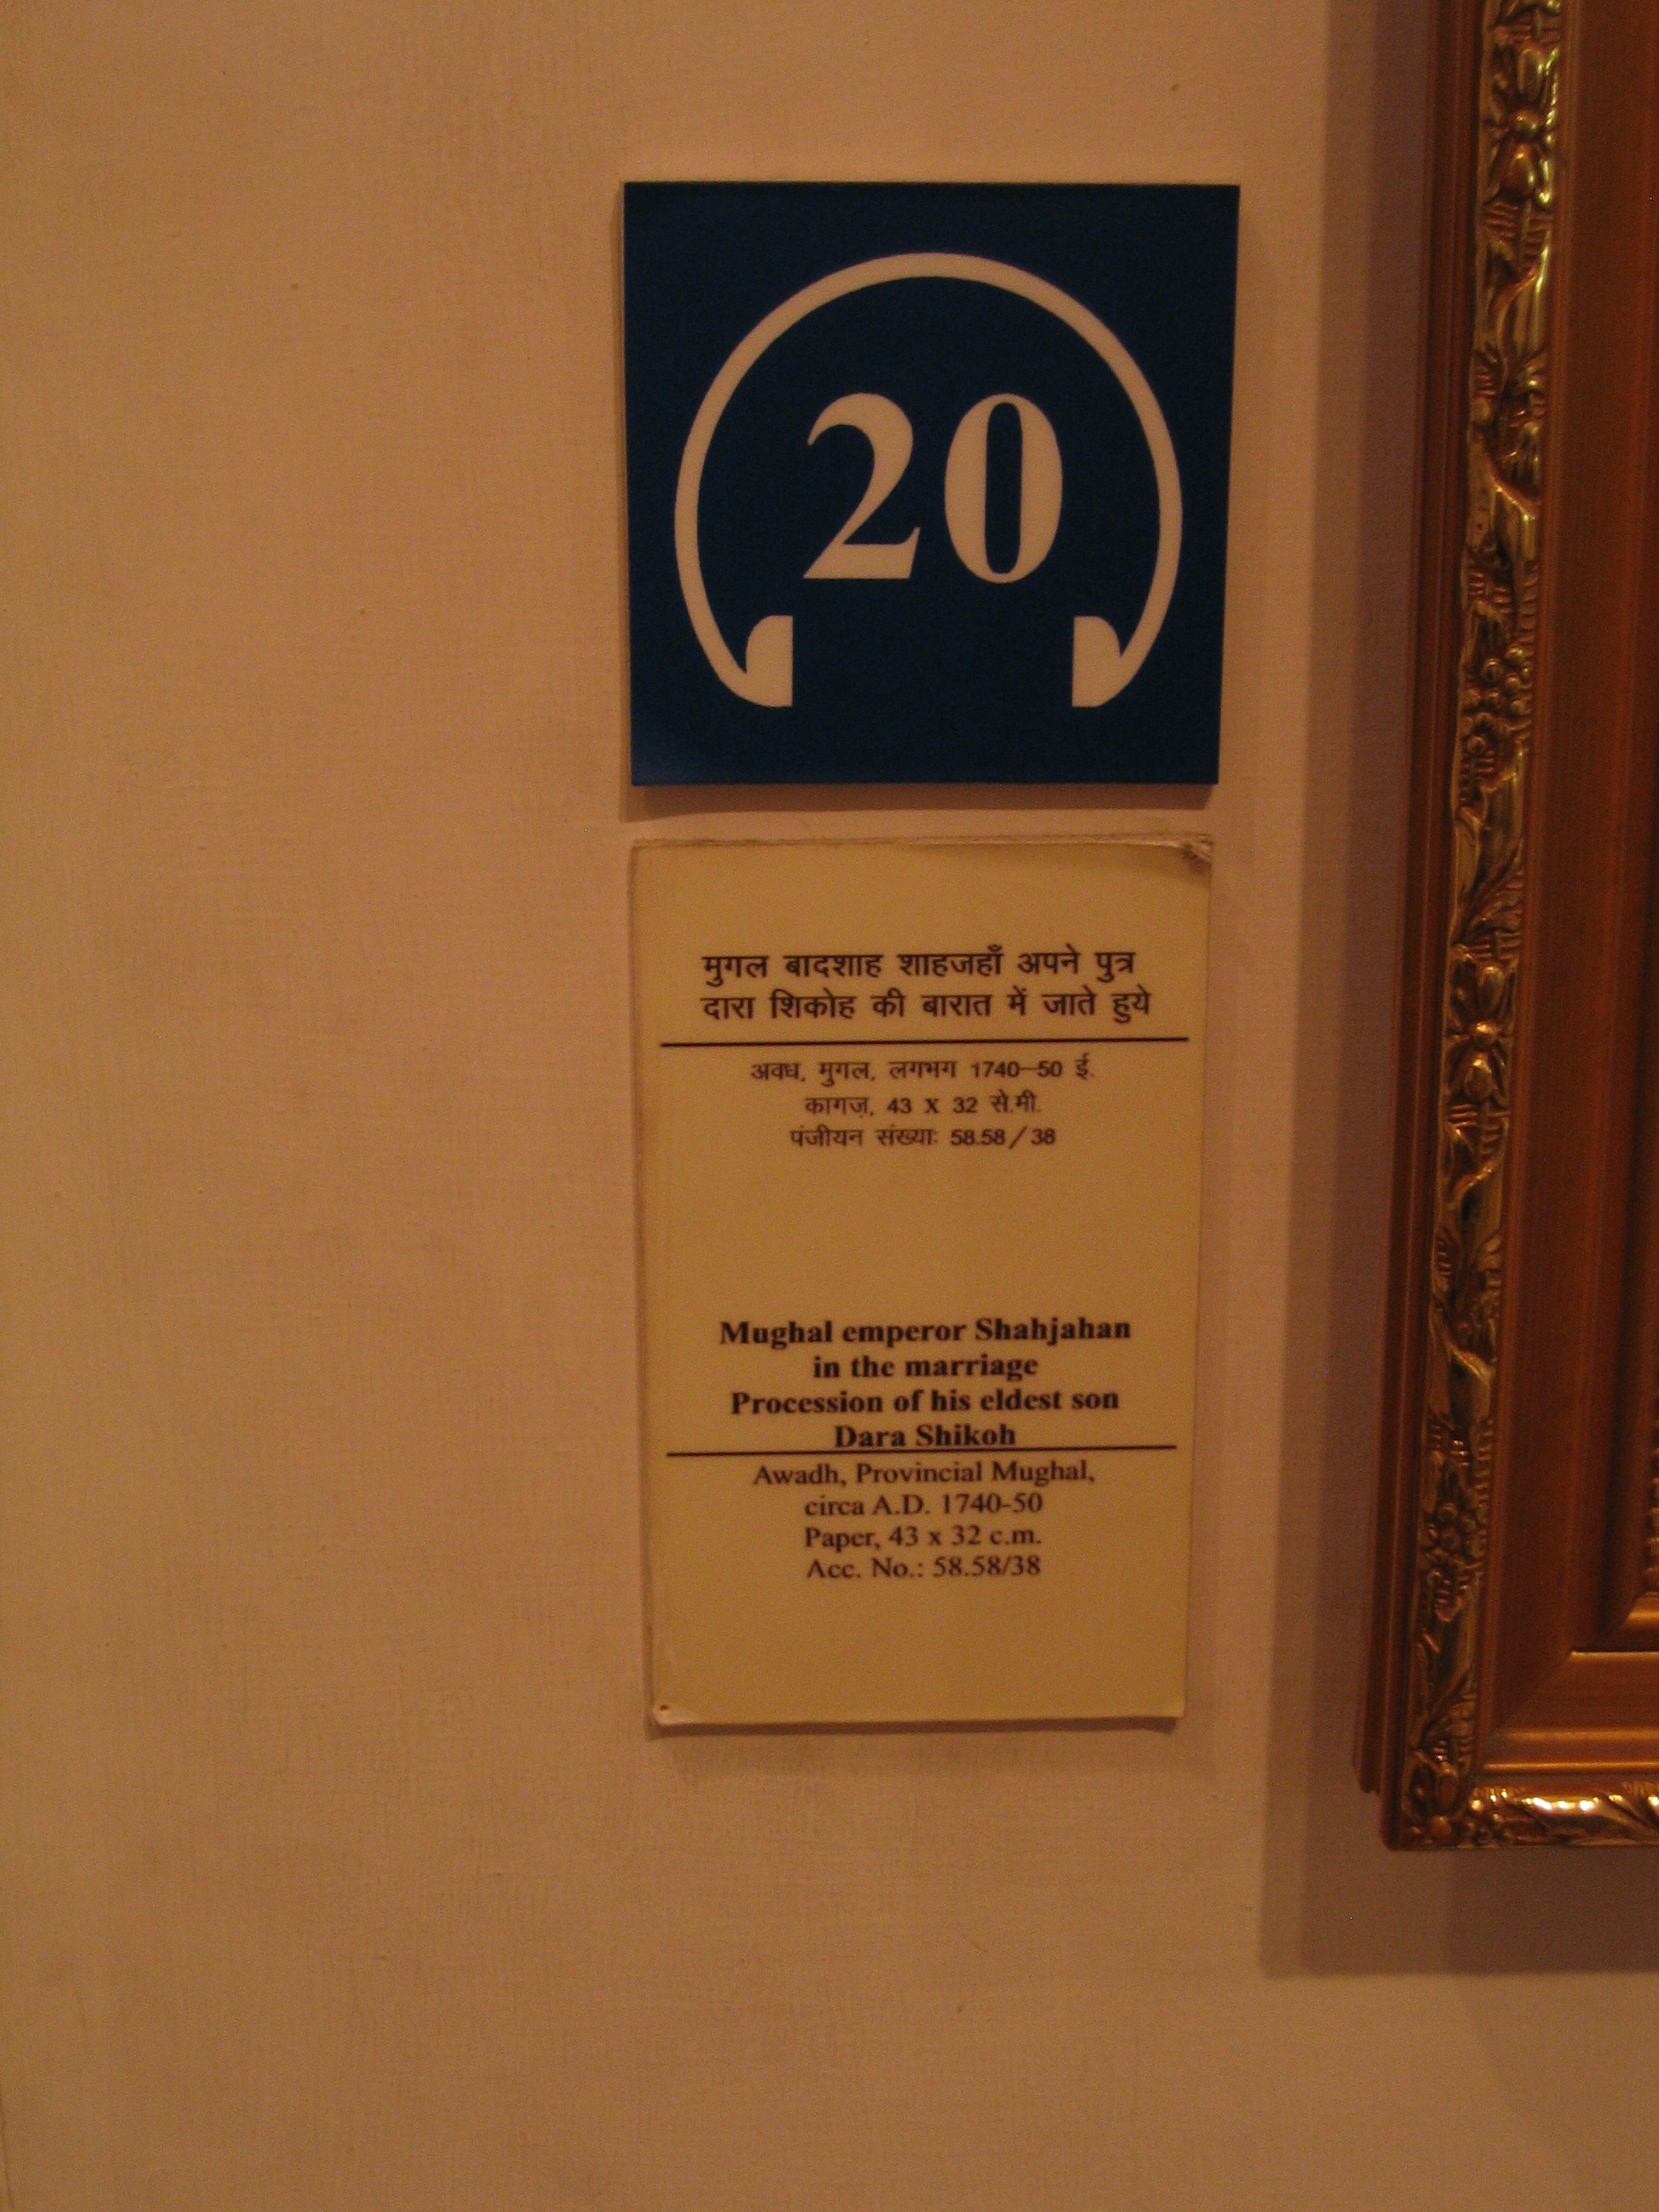 20
मुगल बादशाह शाहजहाँ अपने पुत्र
दारा शिकोह की बारात में जाते हुये
अवध, मुगल, लगभग 1740–50 ई.
कागज़, 43 x 32 से.मी.
पंजीयन संख्याः 58.58/38
Mughal emperor Shahjahan
in the marriage
Procession of his eldest son
Dara Shikoh
Awadh, Provincial Mughal,
circa A.D. 1740-50
Paper, 43 x 32 c.m.
Acc. No.: 58.58/38